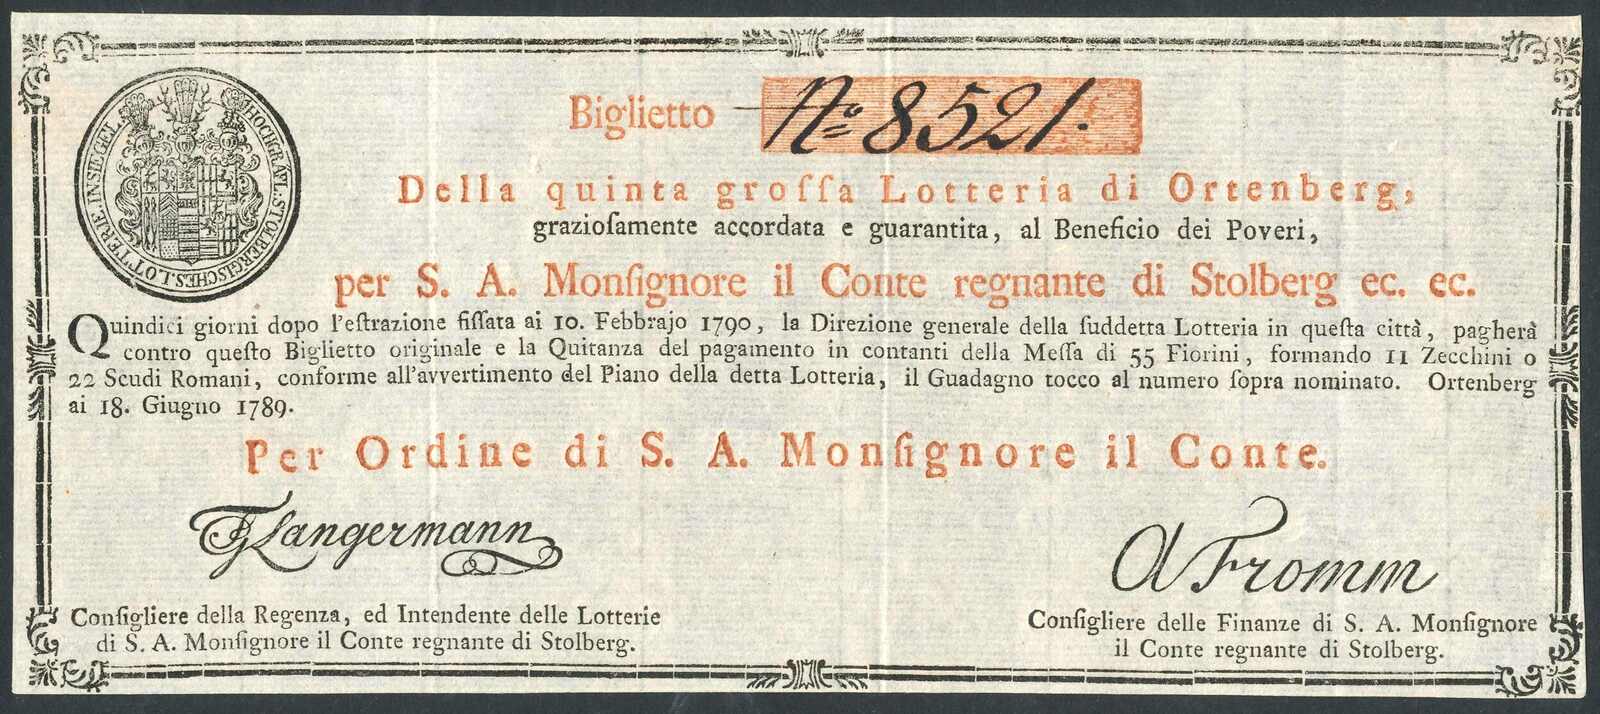 HOCHGRÄFL. STOLBERGISCHES. LOTTERIE INSIEGEL.
Biglietto No. 8521.
Della quinta groſſa Lotteria di Ortenberg,
grazioſamente accordata e guarantita, al Beneficio dei Poveri,
per S. A. Monſignore il Conte regnante di Stolberg ec. ec.
Quindici giorni dopo l'eſtrazione fiſſata ai 10. Febbrajo 1790, la Direzione generale della ſuddetta Lotteria in queſta città, pagherà
contro queſto Biglietto originale e la Quitanza del pagamento in contanti della Meſſa di 55 Fiorini, formando 11 Zecchini o
22 Scudi Romani, conforme all'avvertimento del Piano della detta Lotteria, il Guadagno tocco al numero ſopra nominato. Ortenberg
ai 18. Giugno 1789.
Per Ordine di S. A. Monſignore il Conte.
Langermann
A Fromm
Conſigliere della Regenza, ed Intendente delle Lotterie
di S. A. Monſignore il Conte regnante di Stolberg.
Conſigliere delle Finanze di S. A. Monſignore
il Conte regnante di Stolberg.